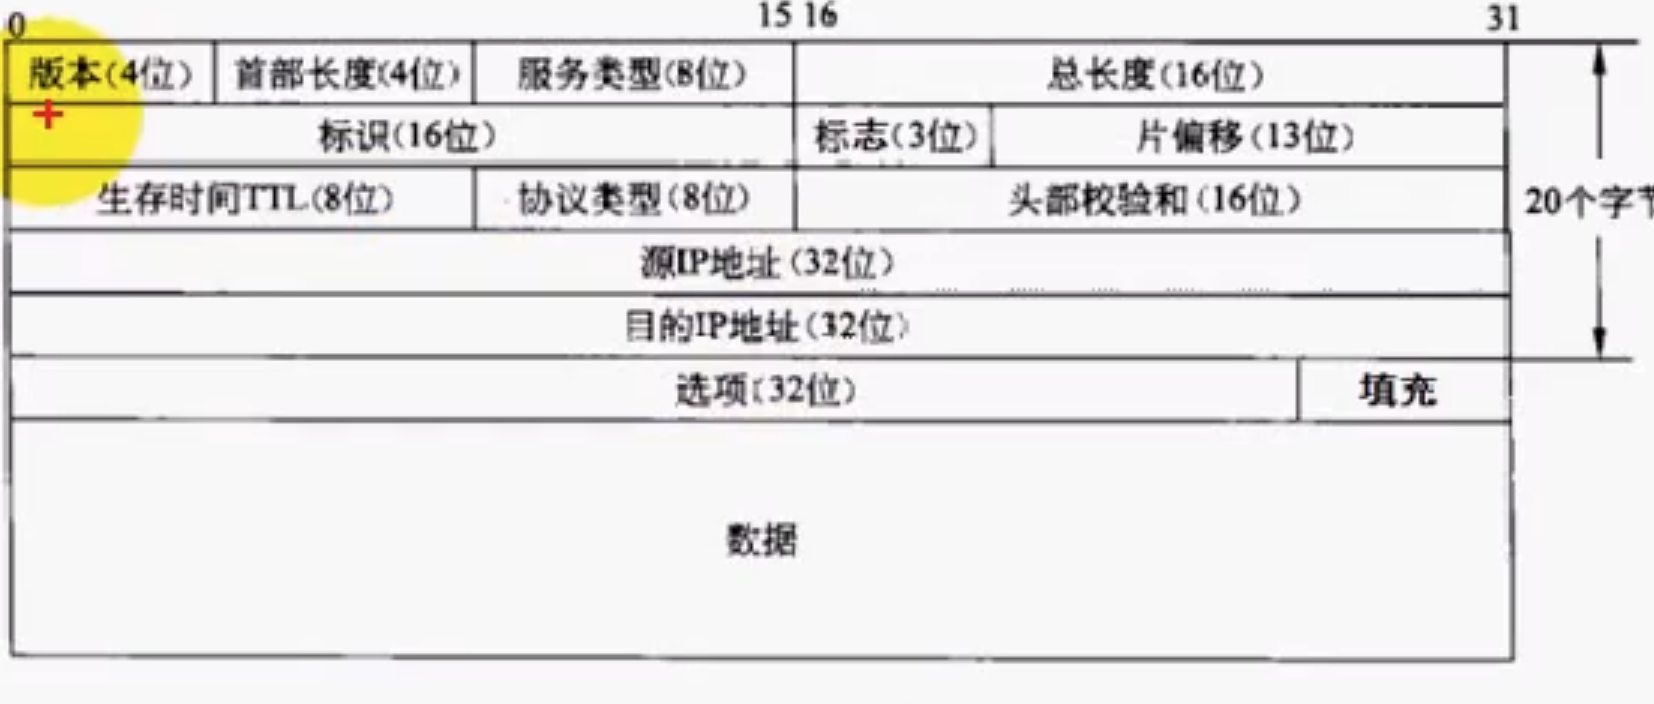 0 15 16 31
版本(4位) 首部长度(4位) 服务类型(8位) 总长度(16位)
标识(16位) 标志(3位) 片偏移(13位)
生存时间TTL(8位) 协议类型(8位) 头部校验和(16位)
20个字节
源IP地址(32位)
目的IP地址(32位)
选项(32位) 填充
数据